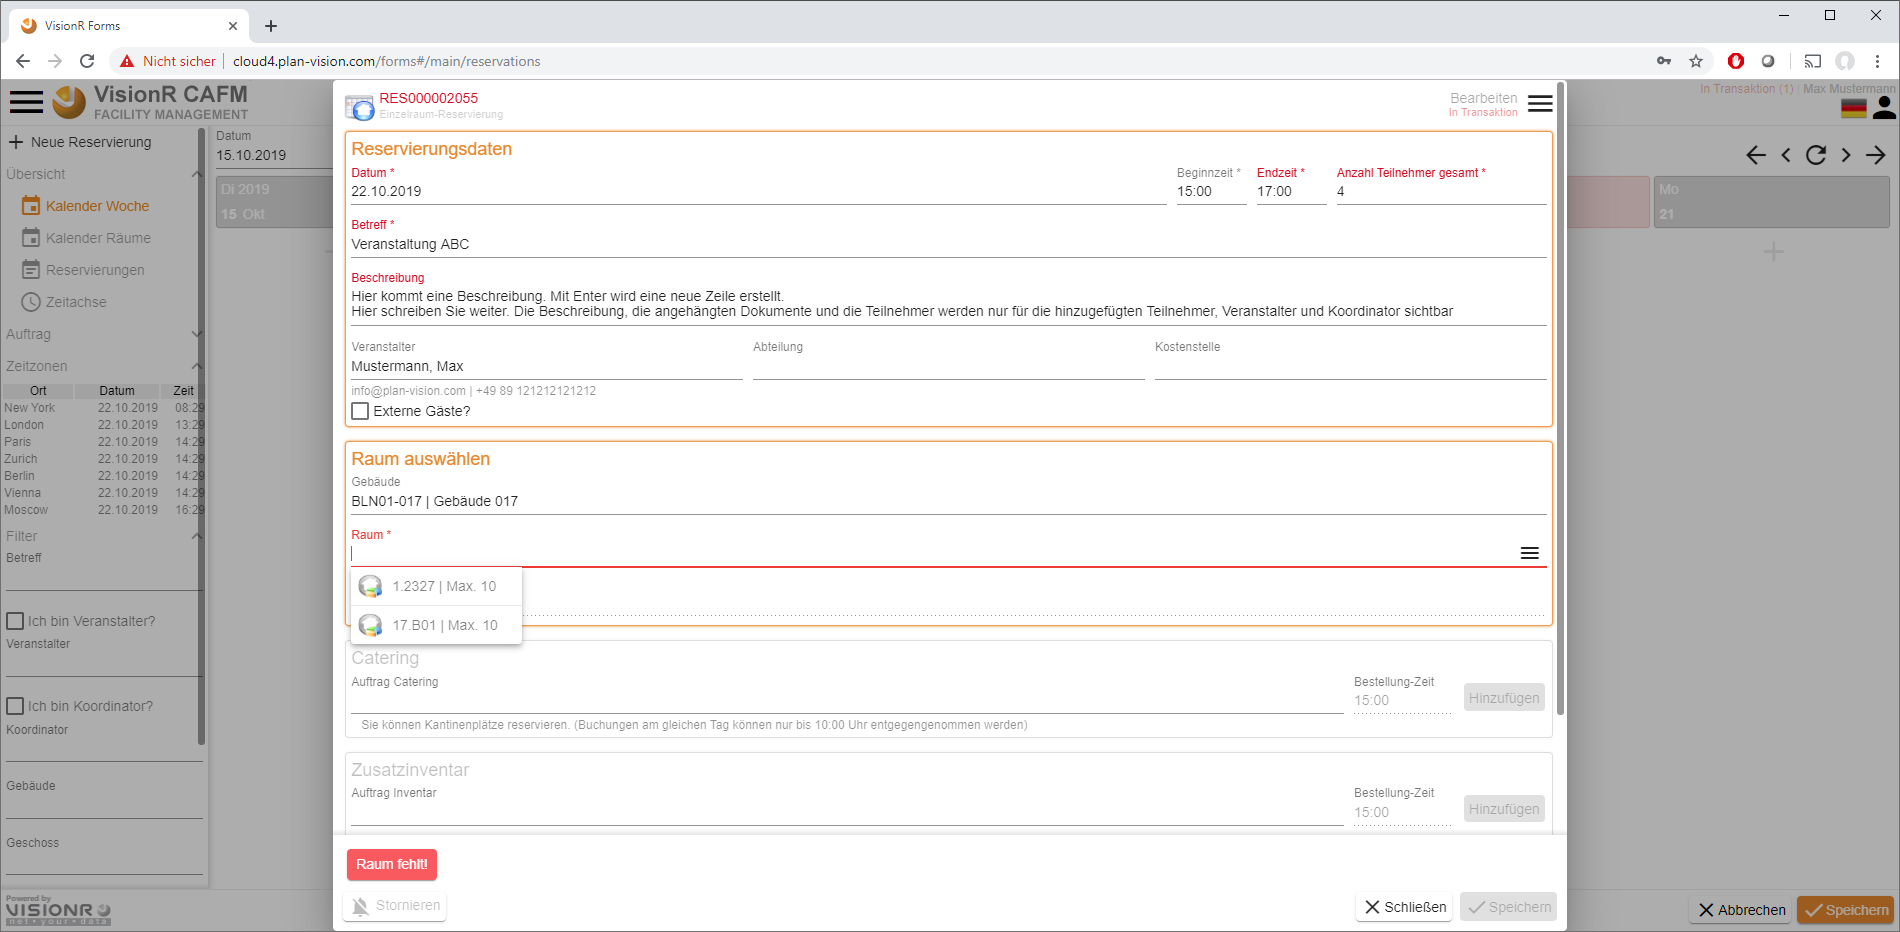 VisionR Forms
Nicht sicher
cloud4.plan-vision.com/forms#/main/reservations
VisionR CAFM
FACILITY MANAGEMENT
In Transaktion (1) | Max Mustermann
Neue Reservierung
Übersicht
Kalender Woche
Kalender Räume
Reservierungen
Zeitachse
Auftrag
Zeitzonen
Ort Datum Zeit
New York 22.10.2019 08:29
London 22.10.2019 13:29
Paris 22.10.2019 14:29
Zurich 22.10.2019 14:29
Berlin 22.10.2019 14:29
Vienna 22.10.2019 14:29
Moscow 22.10.2019 16:29
Filter
Betreff
Ich bin Veranstalter?
Veranstalter
Ich bin Koordinator?
Koordinator
Gebäude
Geschoss
Powered by
VISIONR
net • your • data
Datum
15.10.2019
Di 2019
15 Okt
Mo
21
RES000002055
Einzelraum-Reservierung
Bearbeiten
In Transaktion
Reservierungsdaten
Datum * Beginnzeit * Endzeit * Anzahl Teilnehmer gesamt *
22.10.2019 15:00 17:00 4
Betreff *
Veranstaltung ABC
Beschreibung
Hier kommt eine Beschreibung. Mit Enter wird eine neue Zeile erstellt.
Hier schreiben Sie weiter. Die Beschreibung, die angehängten Dokumente und die Teilnehmer werden nur für die hinzugefügten Teilnehmer, Veranstalter und Koordinator sichtbar
Veranstalter Abteilung Kostenstelle
Mustermann, Max
info@plan-vision.com | +49 89 121212121212
Externe Gäste?
Raum auswählen
Gebäude
BLN01-017 | Gebäude 017
Raum *
1.2327 | Max. 10
17.B01 | Max. 10
Catering
Auftrag Catering Bestellung-Zeit
15:00 Hinzufügen
Sie können Kantinenplätze reservieren. (Buchungen am gleichen Tag können nur bis 10:00 Uhr entgegengenommen werden)
Zusatzinventar
Auftrag Inventar Bestellung-Zeit
15:00 Hinzufügen
Raum fehlt!
Stornieren
Schließen Speichern
Abbrechen Speichern